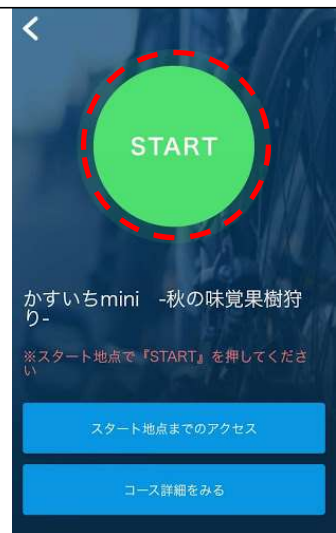 START
かすいちmini -秋の味覚果樹狩
り-
※スタート地点で『START』を押してくださ
い
スタート地点までのアクセス
コース詳細をみる